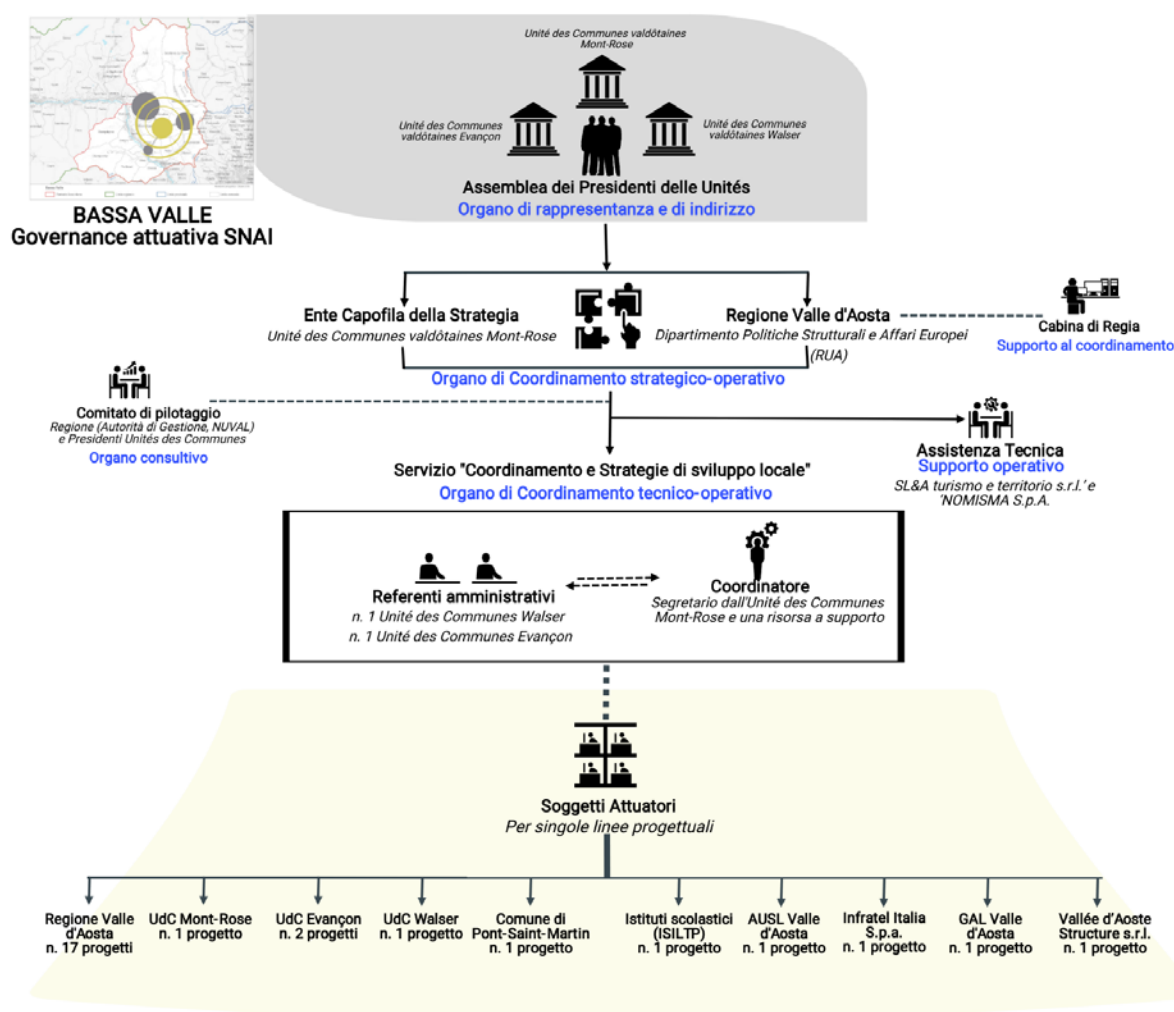 BASSA VALLE
Governance attuativa SNAI
Unité des Communes valdôtaines
Mont-Rose
Unité des Communes
valdôtaines Evançon
Unité des Communes
valdôtaines Walser
Assemblea dei Presidenti delle Unités
Organo di rappresentanza e di indirizzo
Ente Capofila della Strategia
Unité des Communes valdôtaines Mont-Rose
Regione Valle d'Aosta
Dipartimento Politiche Strutturali e Affari Europei
(RUA)
Cabina di Regia
Supporto al coordinamento
Organo di Coordinamento strategico-operativo
Comitato di pilotaggio
Regione (Autorità di Gestione, NUVAL)
e Presidenti Unités des Communes
Organo consultivo
Assistenza Tecnica
Supporto operativo
SL&A turismo e territorio s.r.l.’ e
‘NOMISMA S.p.A.
Servizio "Coordinamento e Strategie di sviluppo locale"
Organo di Coordinamento tecnico-operativo
Referenti amministrativi
n. 1 Unité des Communes Walser
n. 1 Unité des Communes Evançon
Coordinatore
Segretario dall'Unité des Communes
Mont-Rose e una risorsa a supporto
Soggetti Attuatori
Per singole linee progettuali
Regione Valle
d'Aosta
n. 17 progetti
UdC Mont-Rose
n. 1 progetto
UdC Evançon
n. 2 progetti
UdC Walser
n. 1 progetto
Comune di
Pont-Saint-Martin
n. 1 progetto
Istituti scolastici
(ISILTP)
n. 1 progetto
AUSL Valle
d'Aosta
n. 1 progetto
Infratel Italia
S.p.a.
n. 1 progetto
GAL Valle
d'Aosta
n. 1 progetto
Vallée d’Aoste
Structure s.r.l.
n. 1 progetto